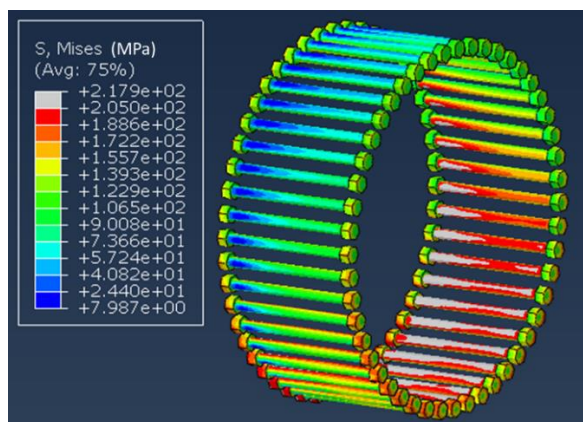 S, Mises (MPa)
(Avg: 75%)
+2.179e+02
+2.050e+02
+1.886e+02
+1.722e+02
+1.557e+02
+1.393e+02
+1.229e+02
+1.065e+02
+9.008e+01
+7.366e+01
+5.724e+01
+4.082e+01
+2.440e+01
+7.987e+00